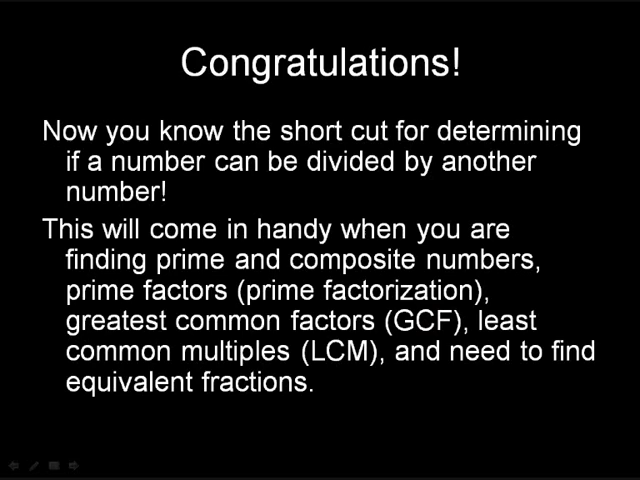 Congratulations!
Now you know the short cut for determining
if a number can be divided by another
number!
This will come in handy when you are
finding prime and composite numbers,
prime factors (prime factorization),
greatest common factors (GCF), least
common multiples (LCM), and need to find
equivalent fractions.